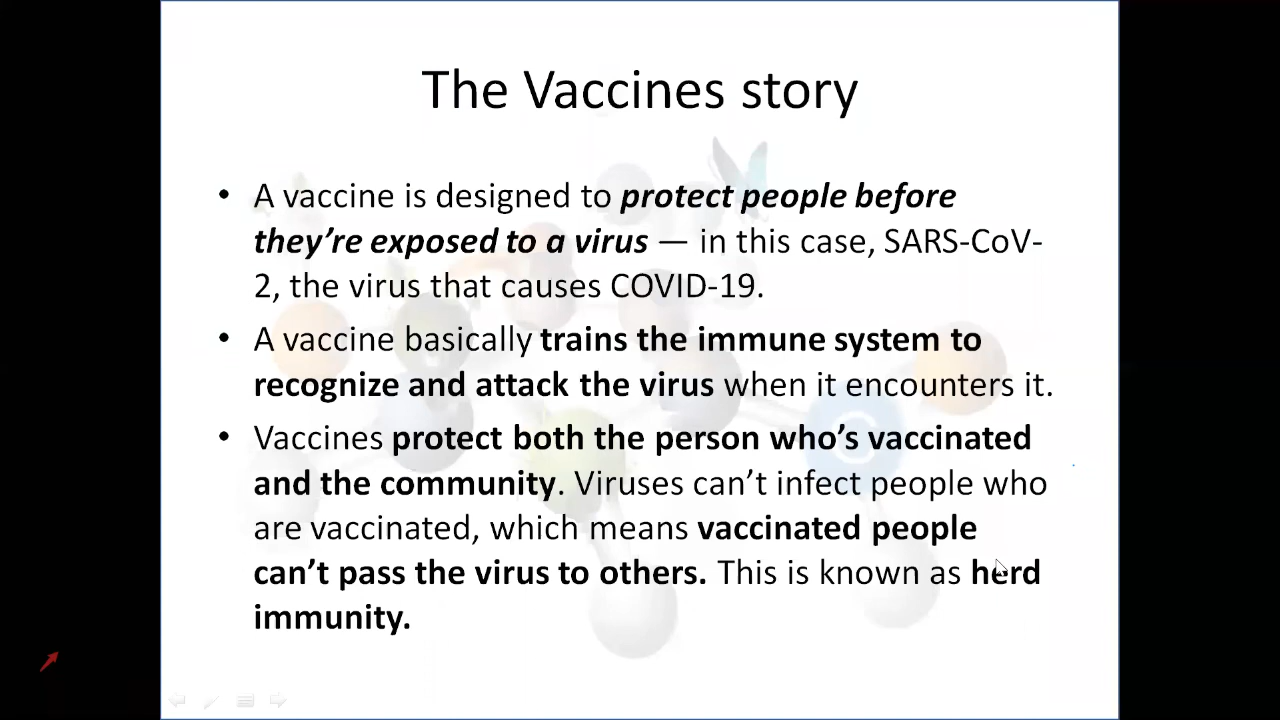 The Vaccines story
• A vaccine is designed to protect people before
they’re exposed to a virus — in this case, SARS-CoV-
2, the virus that causes COVID-19.
• A vaccine basically trains the immune system to
recognize and attack the virus when it encounters it.
• Vaccines protect both the person who’s vaccinated
and the community. Viruses can’t infect people who
are vaccinated, which means vaccinated people
can’t pass the virus to others. This is known as herd
immunity.